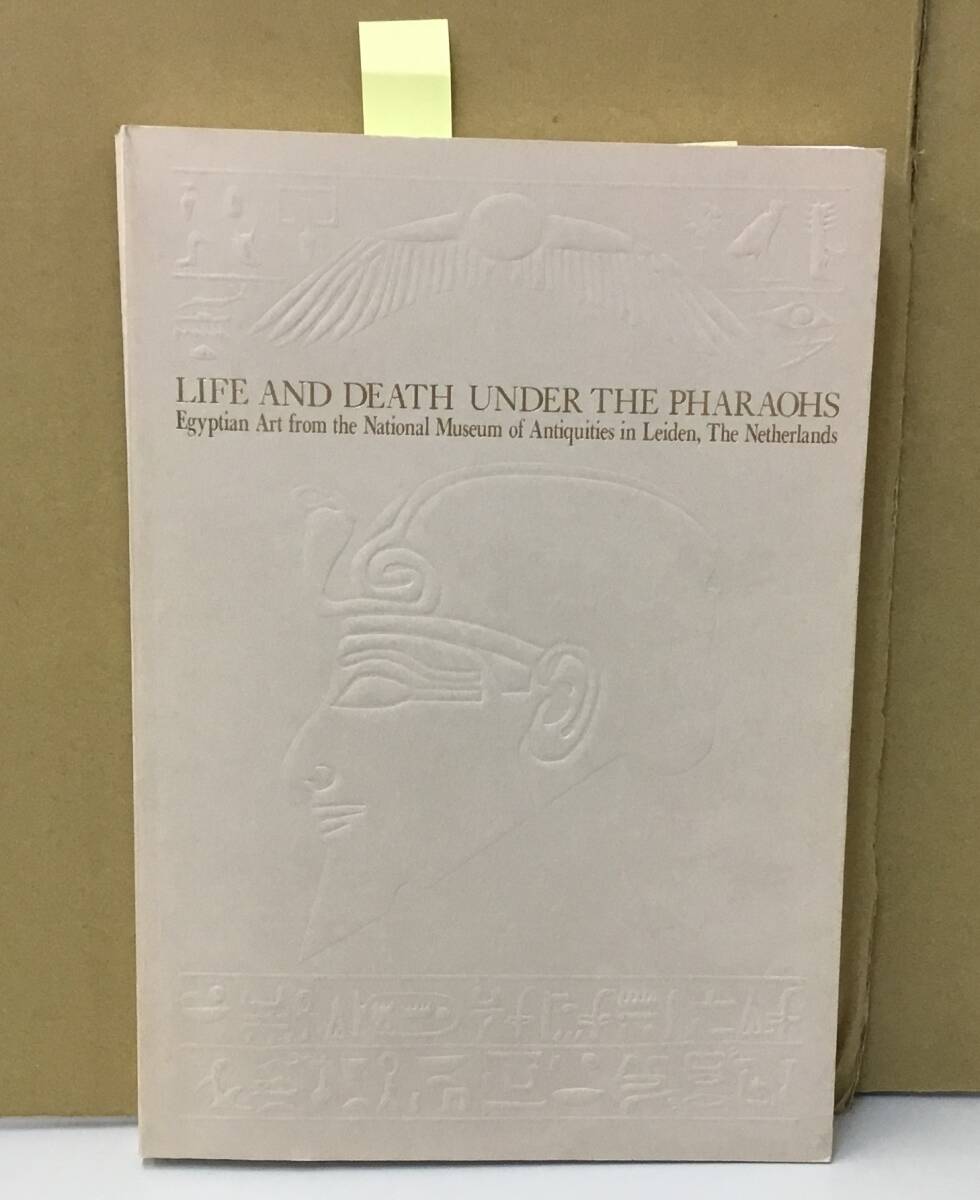 LIFE AND DEATH UNDER THE PHARAOHS
Egyptian Art from the National Museum of Antiquities in Leiden, The Netherlands